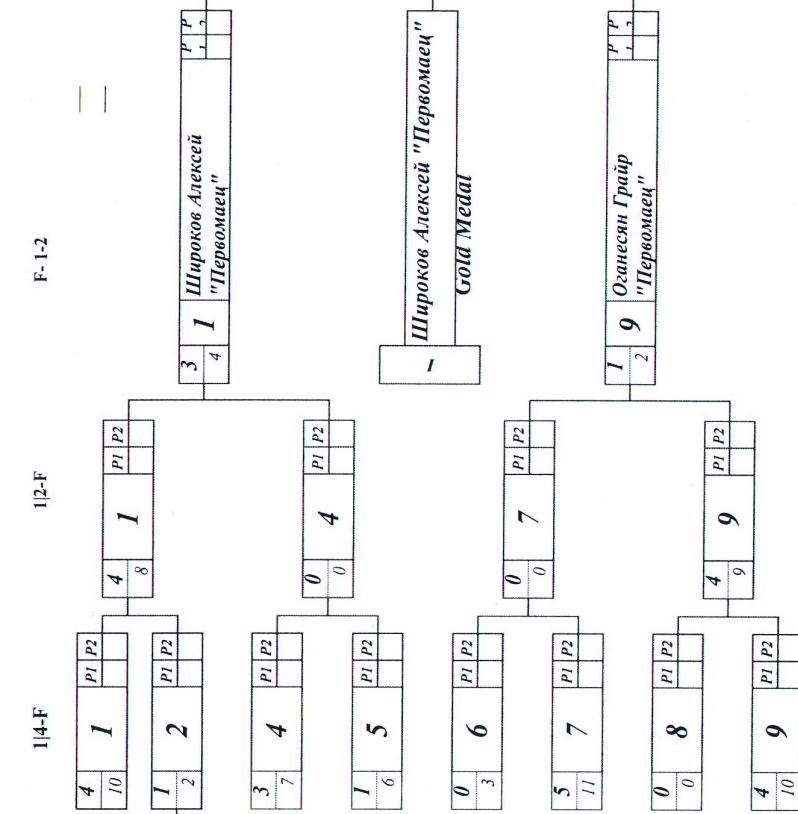 1|4-F 1|2-F F- 1-2
4 1 P1 P2
10
4 1 P1 P2
8
1 2 P1 P2
2
3 1 Широков Алексей P P
4 "Первомаец" 1 2
3 4 P1 P2
7
0 4 P1 P2
0
1 5 P1 P2
6
I Широков Алексей "Первомаец"
Gold Medal
0 6 P1 P2
3
0 7 P1 P2
0
5 7 P1 P2
11
1 9 Оганесян Грайр P P
2 "Первомаец" 1 2
0 8 P1 P2
0
4 9 P1 P2
9
4 9 P1 P2
10